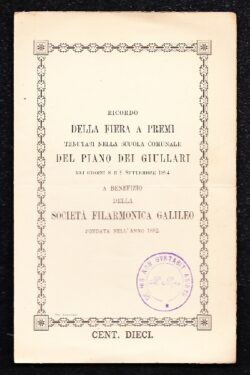 RICORDO
DELLA FIERA A PREMI
TENUTASI NELLA SCUOLA COMUNALE
DEL PIANO DEI GIULLARI
NEI GIORNI 8 E SETTEMBRE 1884
A BENEFIZIO
DELLA
SOCIETÀ FILARMONICA GALILEO
FONDATA NELL'ANNO 1882.
CENT. DIECI.